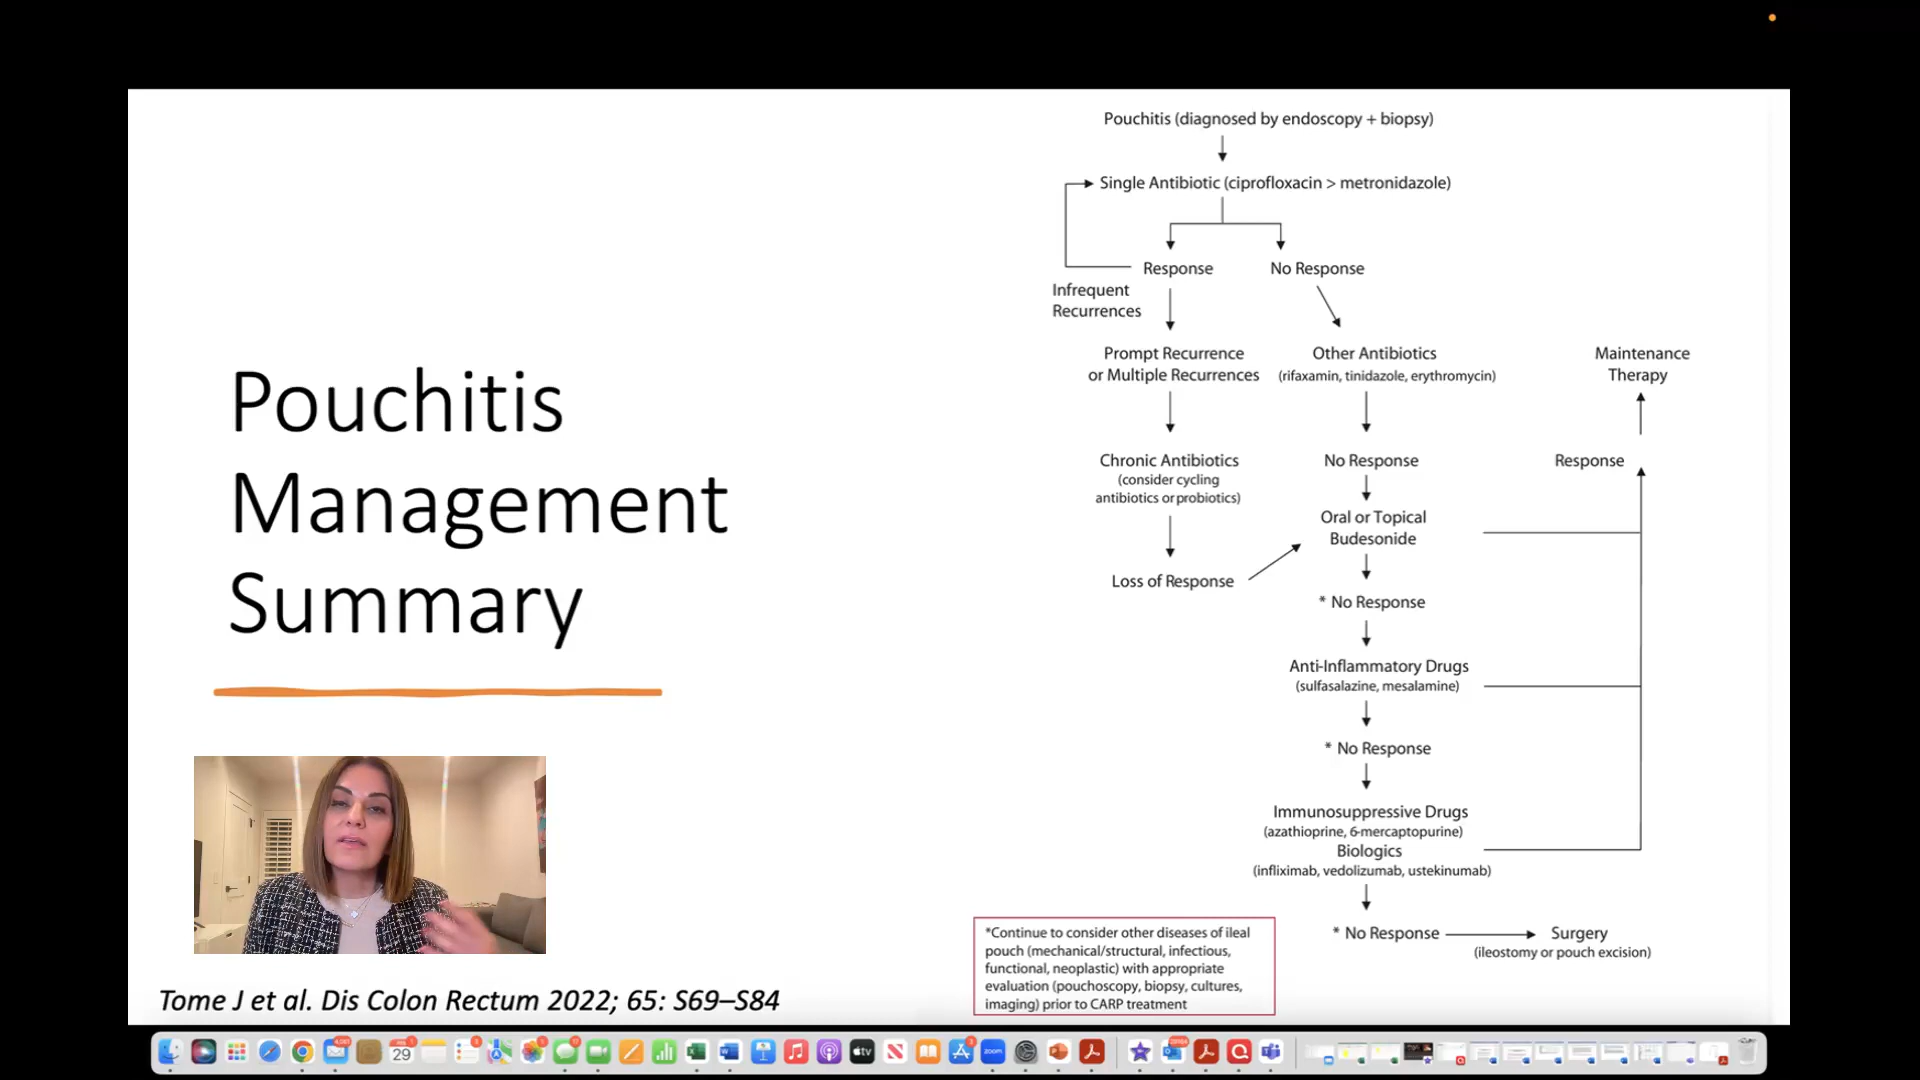 Pouchitis
Management
Summary
Tome J et al. Dis Colon Rectum 2022; 65: S69–S84
Pouchitis (diagnosed by endoscopy + biopsy)
Single Antibiotic (ciprofloxacin > metronidazole)
Response
No Response
Infrequent
Recurrences
Prompt Recurrence
or Multiple Recurrences
Other Antibiotics
(rifaxamin, tinidazole, erythromycin)
Maintenance
Therapy
Chronic Antibiotics
(consider cycling
antibiotics or probiotics)
No Response
Response
Oral or Topical
Budesonide
Loss of Response
* No Response
Anti-Inflammatory Drugs
(sulfasalazine, mesalamine)
* No Response
Immunosuppressive Drugs
(azathioprine, 6-mercaptopurine)
Biologics
(infliximab, vedolizumab, ustekinumab)
* No Response
Surgery
(ileostomy or pouch excision)
*Continue to consider other diseases of ileal
pouch (mechanical/structural, infectious,
functional, neoplastic) with appropriate
evaluation (pouchoscopy, biopsy, cultures,
imaging) prior to CARP treatment
29
tv
zoom